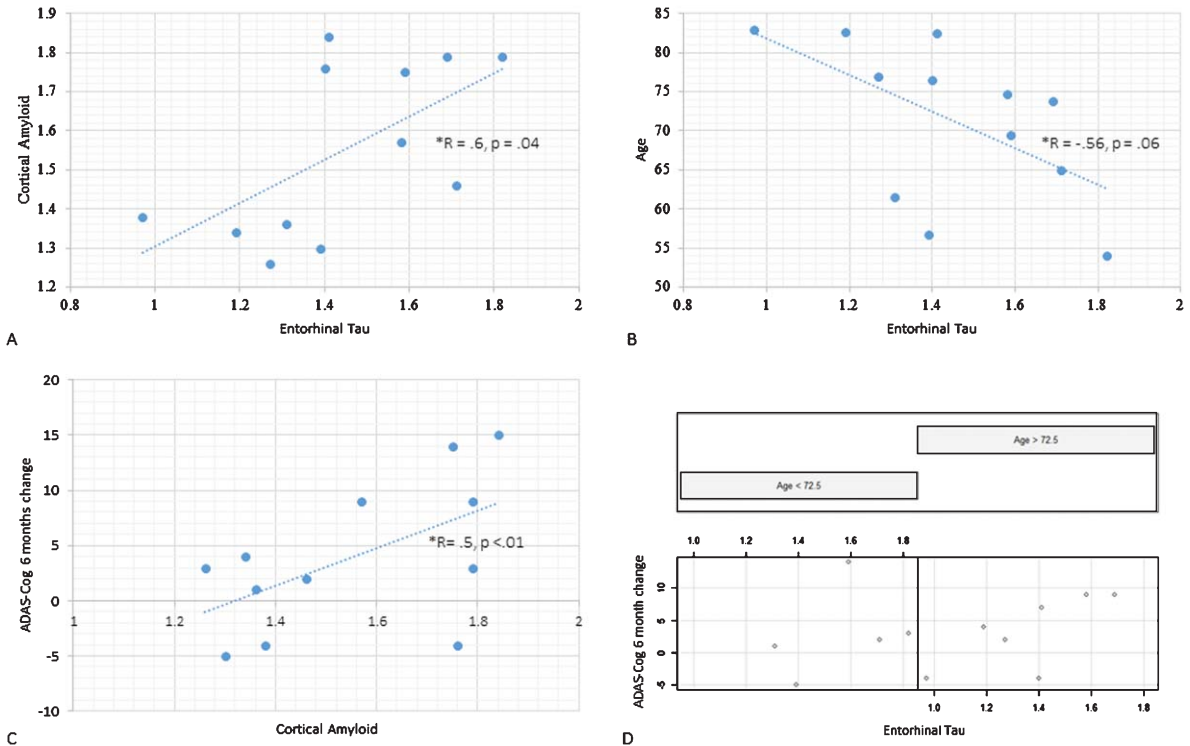 1.9
1.8
1.7
1.6
1.5
1.4
1.3
1.2
Cortical Amyloid
*R = .6, p = .04
0.8 1 1.2 1.4 1.6 1.8 2
Entorhinal Tau
A
85
80
75
70
65
60
55
50
Age
*R = -.56, p = .06
0.8 1 1.2 1.4 1.6 1.8 2
Entorhinal Tau
B
20
15
10
5
0
-5
-10
ADAS-Cog 6 months change
*R= .5, p <.01
1 1.2 1.4 1.6 1.8 2
Cortical Amyloid
C
Age > 72.5
Age < 72.5
1.0 1.2 1.4 1.6 1.8
10
5
0
-5
ADAS-Cog 6 month change
1.0 1.2 1.4 1.6 1.8
Entorhinal Tau
D